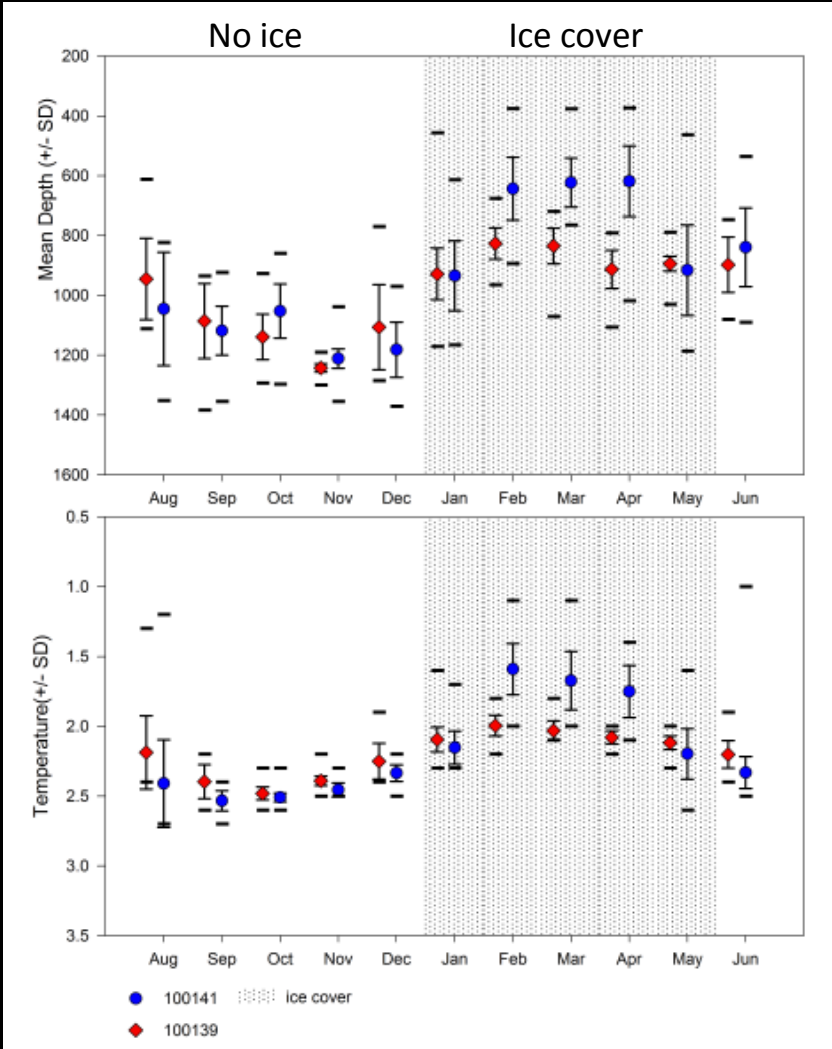 No ice Ice cover
Mean Depth (+/- SD)
200
400
600
800
1000
1200
1400
1600
Aug Sep Oct Nov Dec Jan Feb Mar Apr May Jun
Temperature(+/- SD)
0.5
1.0
1.5
2.0
2.5
3.0
3.5
Aug Sep Oct Nov Dec Jan Feb Mar Apr May Jun
100141 ice cover
100139